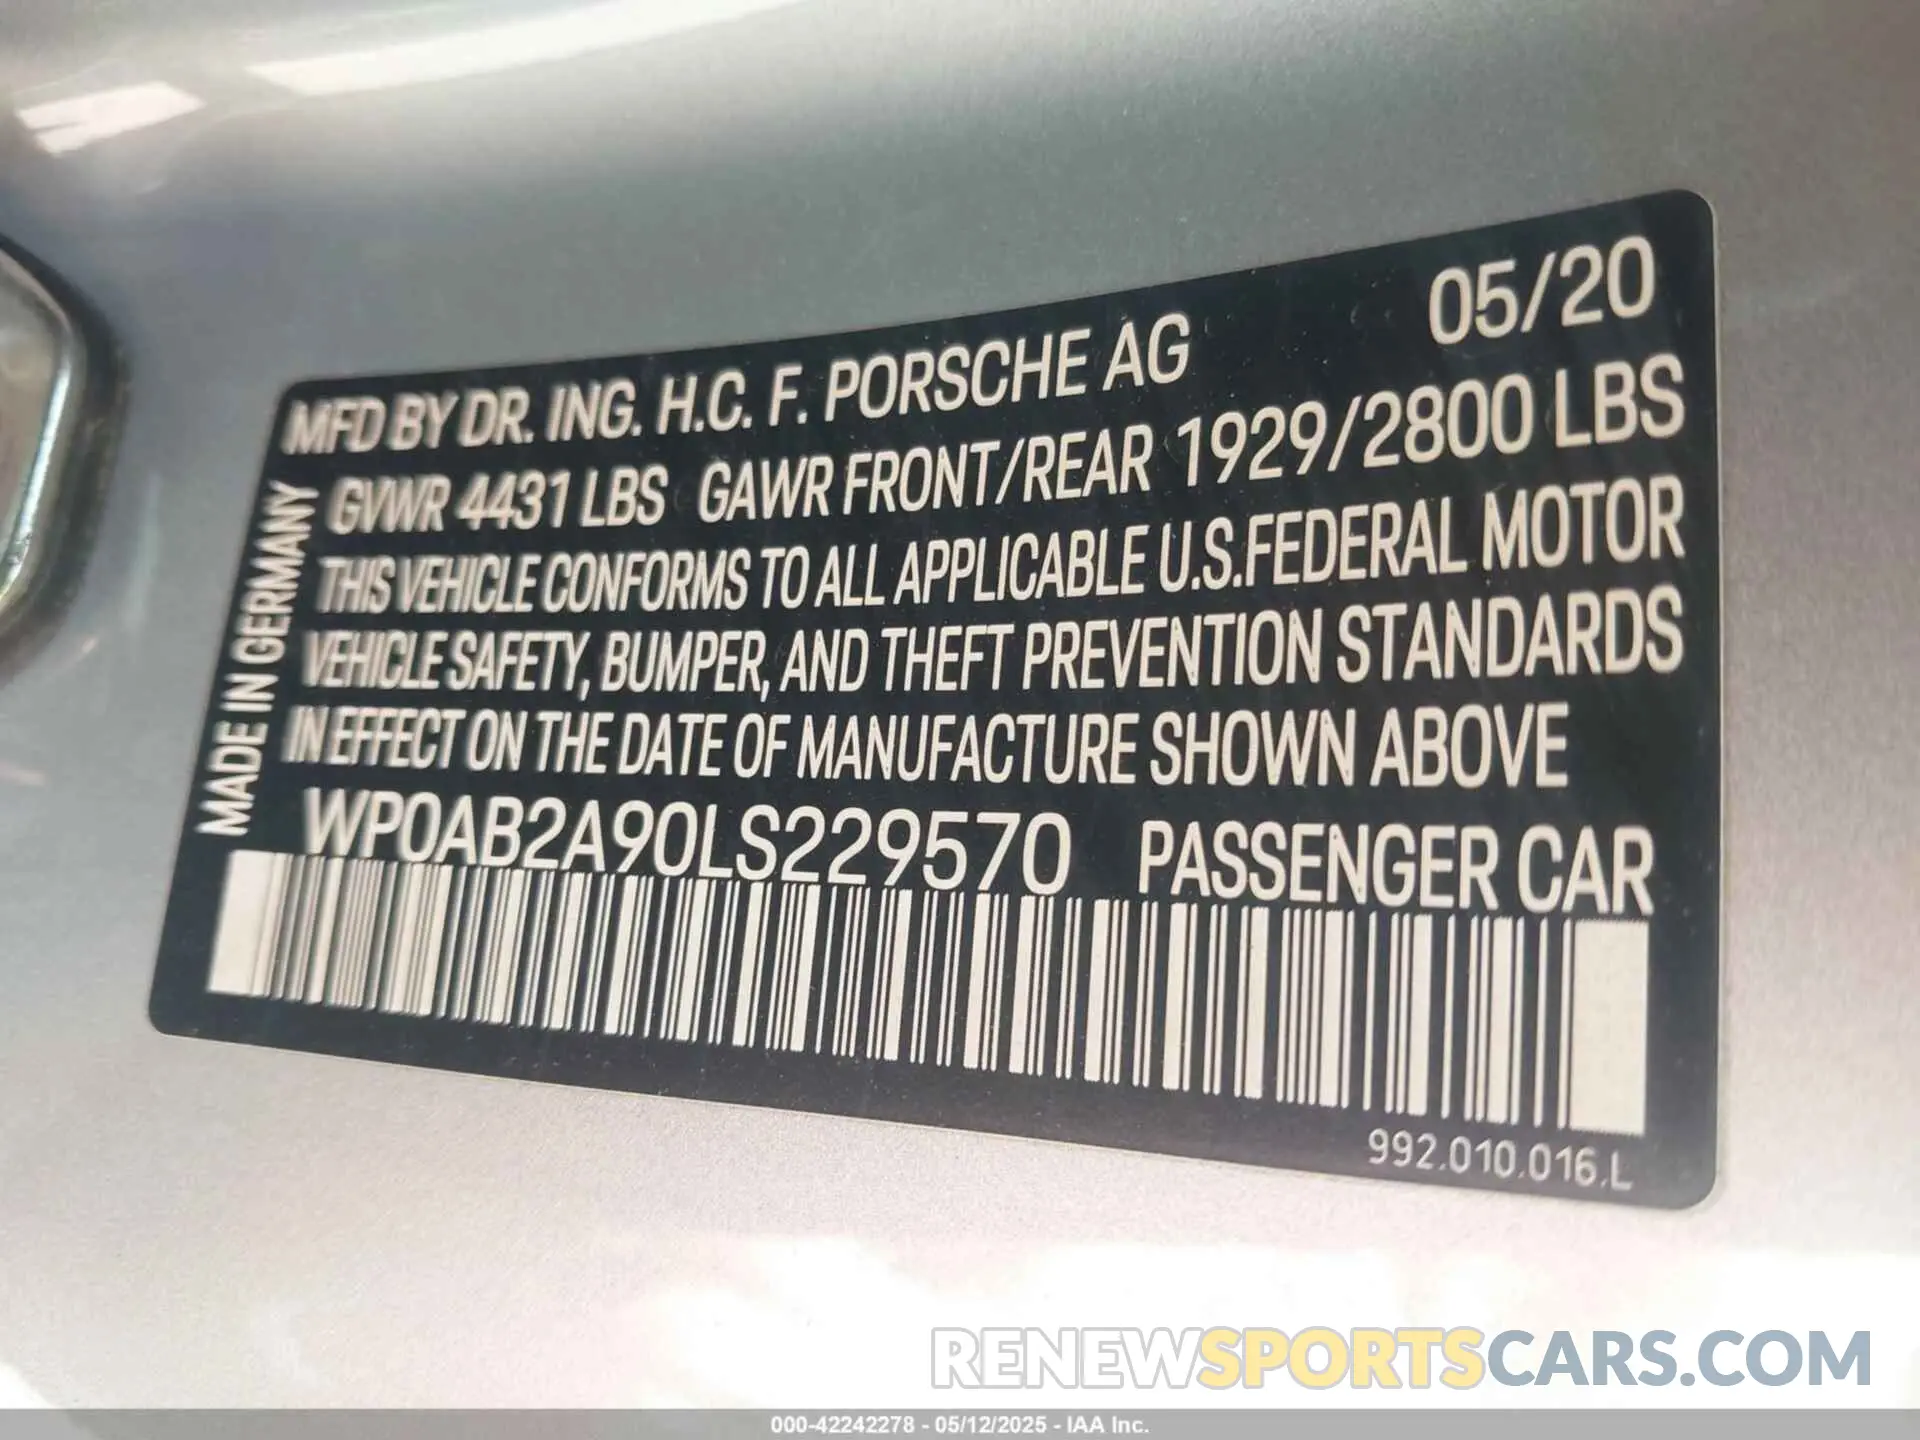 MFD BY DR. ING. H.C. F. PORSCHE AG 05/20
GVWR 4431 LBS GAWR FRONT/REAR 1929/2800 LBS
THIS VEHICLE CONFORMS TO ALL APPLICABLE U.S.FEDERAL MOTOR
VEHICLE SAFETY, BUMPER, AND THEFT PREVENTION STANDARDS
IN EFFECT ON THE DATE OF MANUFACTURE SHOWN ABOVE
MADE IN GERMANY
WP0AB2A90LS229570 PASSENGER CAR
992.010.016.L
RENEWSPORTSCARS.COM
000-42242278 - 05/12/2025 - IAA Inc.